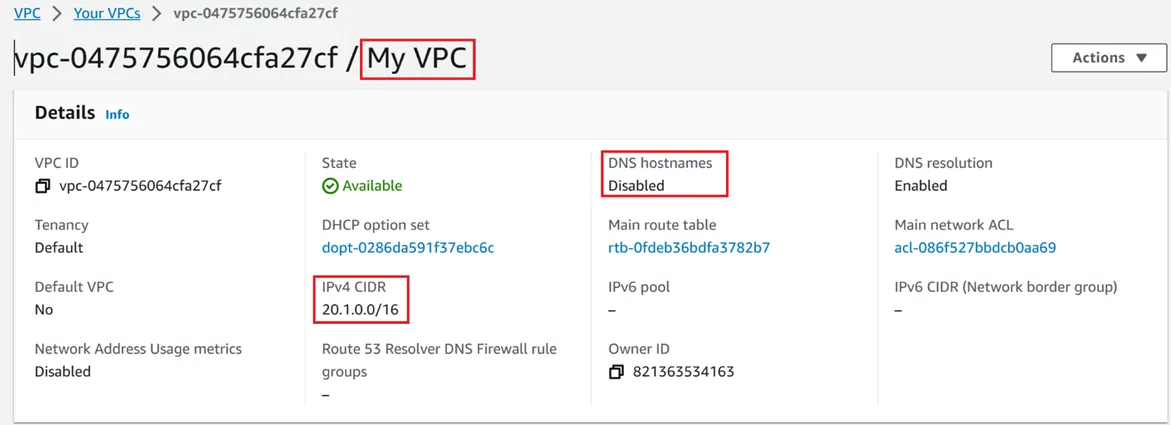 VPC > Your VPCs > vpc-0475756064cfa27cf
vpc-0475756064cfa27cf / My VPC
Actions ▼
Details Info
VPC ID
vpc-0475756064cfa27cf
State
Available
DNS hostnames
Disabled
DNS resolution
Enabled
Tenancy
Default
DHCP option set
dopt-0286da591f37ebc6c
Main route table
rtb-0fdeb36bdfa3782b7
Main network ACL
acl-086f527bbdcb0aa69
Default VPC
No
IPv4 CIDR
20.1.0.0/16
IPv6 pool
–
IPv6 CIDR (Network border group)
–
Network Address Usage metrics
Disabled
Route 53 Resolver DNS Firewall rule
groups
–
Owner ID
821363534163